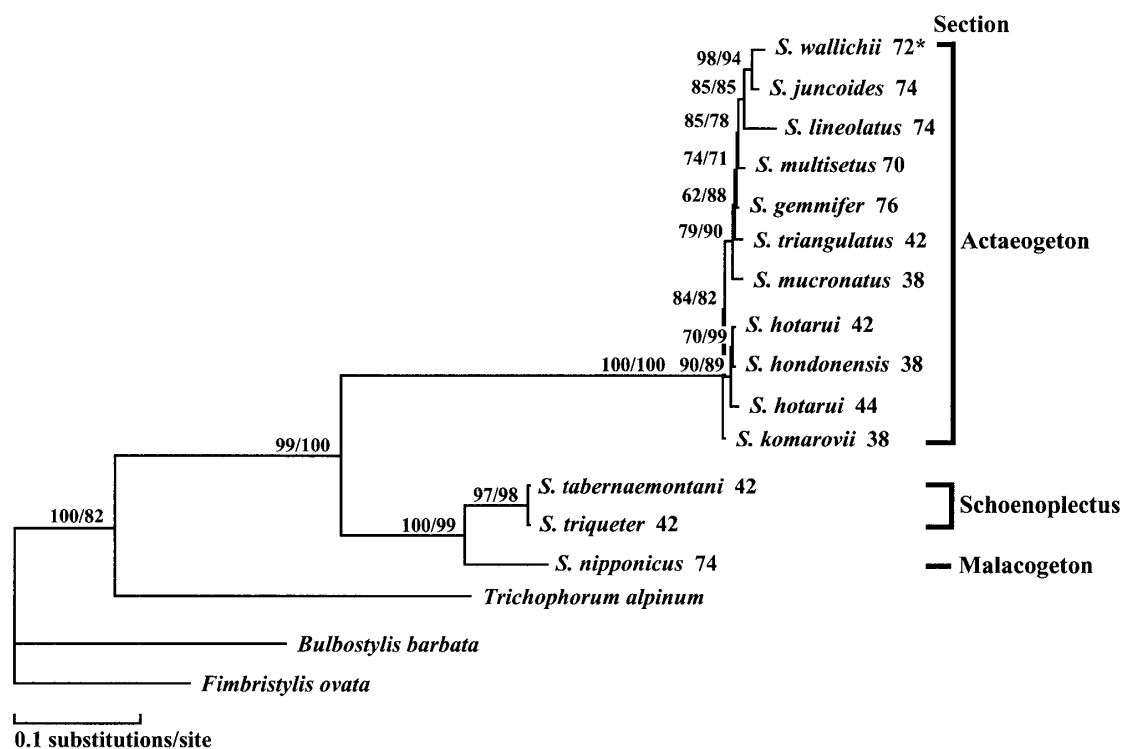 Section
98/94
S. wallichii 72*
85/85
S. juncoides 74
85/78
S. lineolatus 74
74/71
S. multisetus 70
62/88
S. gemmifer 76
79/90
S. triangulatus 42
Actaeogeton
S. mucronatus 38
84/82
S. hotarui 42
70/99
100/100 90/89
S. hondonensis 38
S. hotarui 44
S. komarovii 38
99/100
97/98
S. tabernaemontani 42
Schoenoplectus
100/99
S. triqueter 42
100/82
S. nipponicus 74
Malacogeton
Trichophorum alpinum
Bulbostylis barbata
Fimbristylis ovata
0.1 substitutions/site